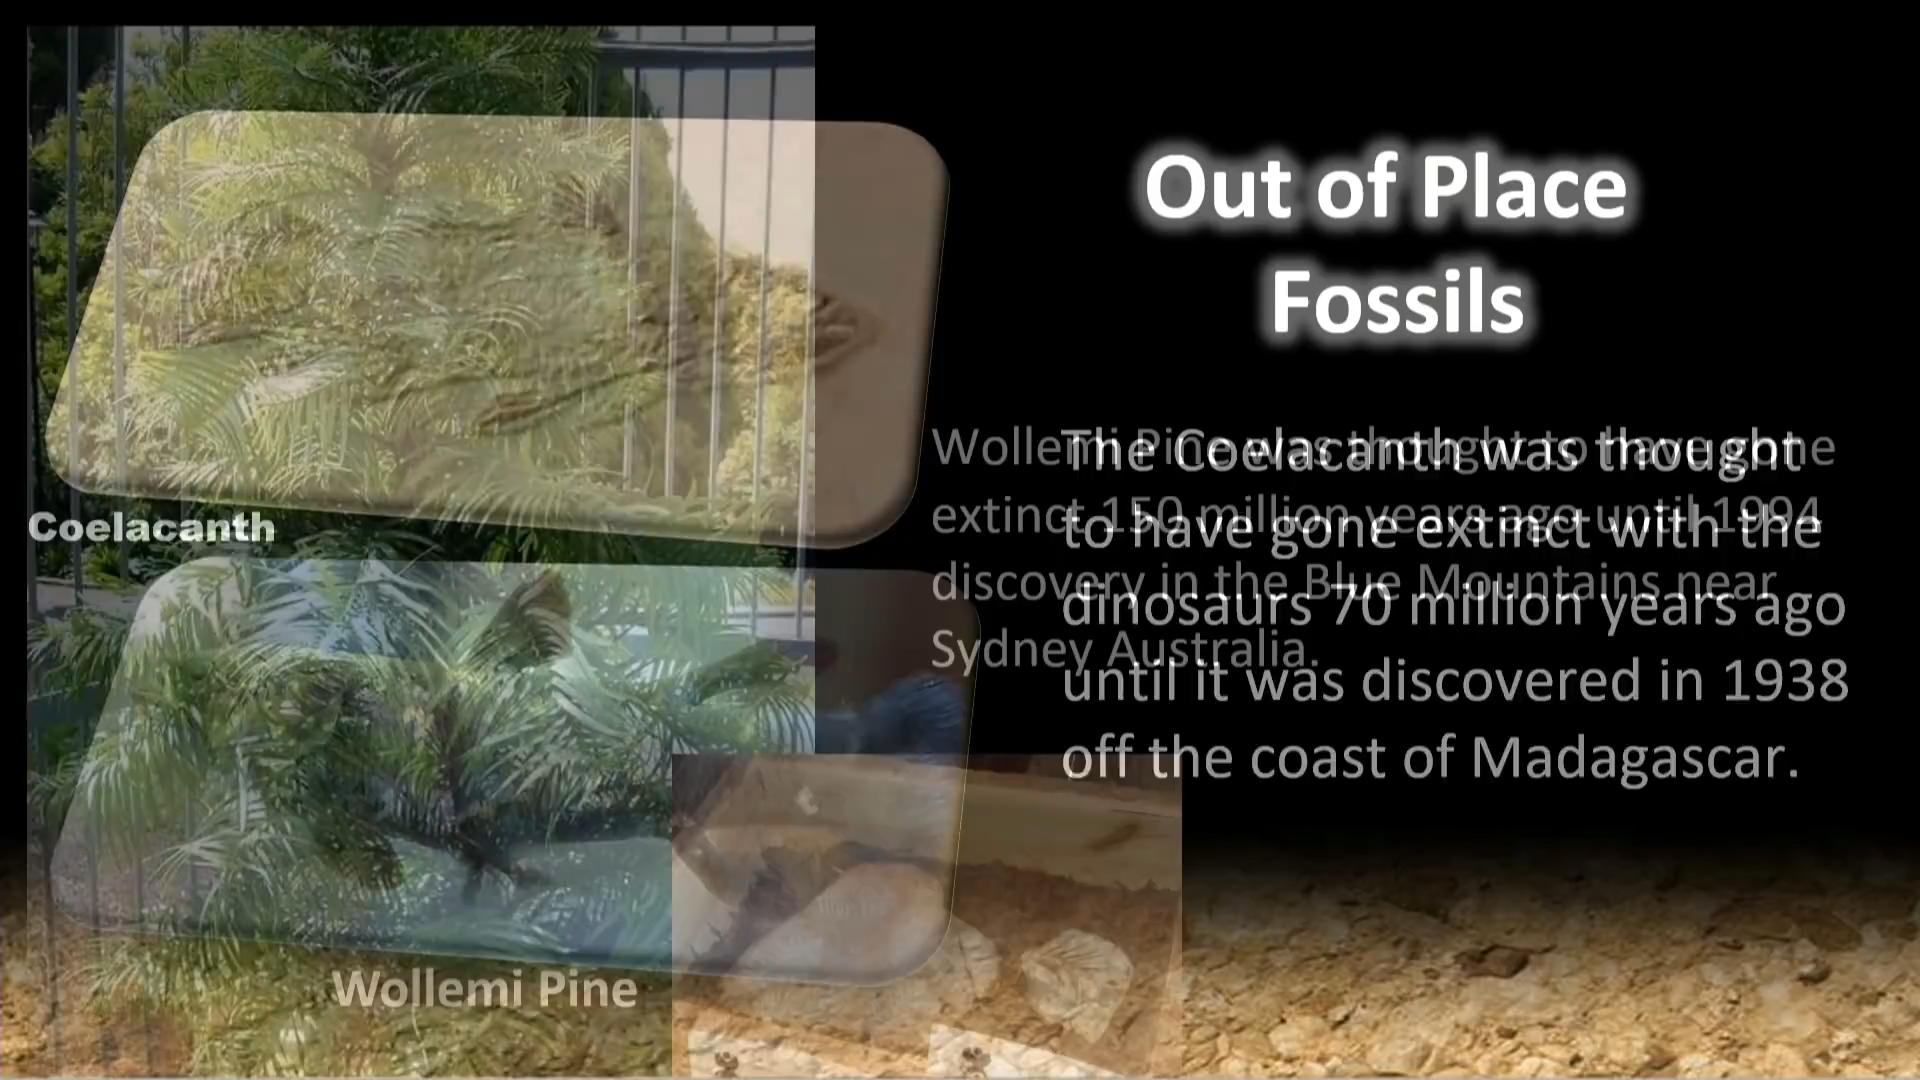 Out of Place
Fossils
Coelacanth
The Coelacanth was thought
to have gone extinct with the
dinosaurs 70 million years ago
until it was discovered in 1938
off the coast of Madagascar.
Wollemi Pine was thought to have gone
extinct 150 million years ago until 1994
discovery in the Blue Mountains near
Sydney Australia.
Wollemi Pine